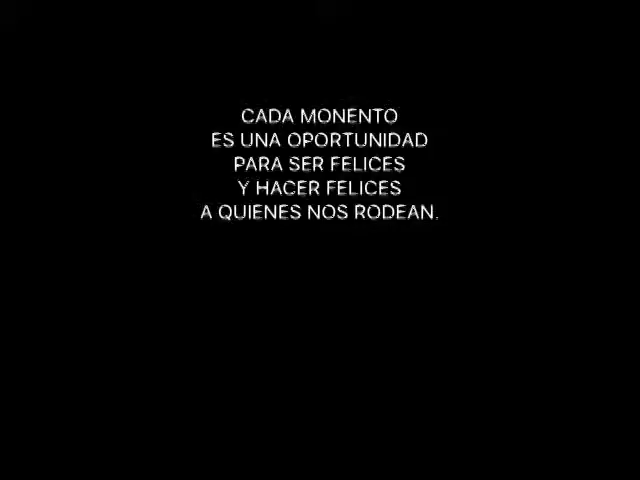 CADA MONENTO
ES UNA OPORTUNIDAD
PARA SER FELICES
Y HACER FELICES
A QUIENES NOS RODEAN.